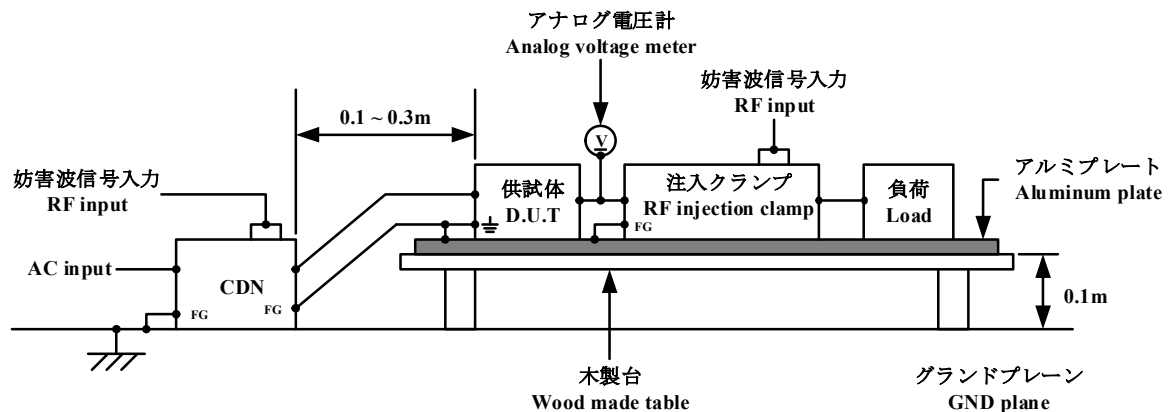 アナログ電圧計
Analog voltage meter
妨害波信号入力
RF input
0.1 ~ 0.3m
V
妨害波信号入力
RF input
供試体
D.U.T
注入クランプ
RF injection clamp
FG
負荷
Load
アルミプレート
Aluminum plate
AC input
CDN
FG
FG
0.1m
木製台
Wood made table
グランドプレーン
GND plane